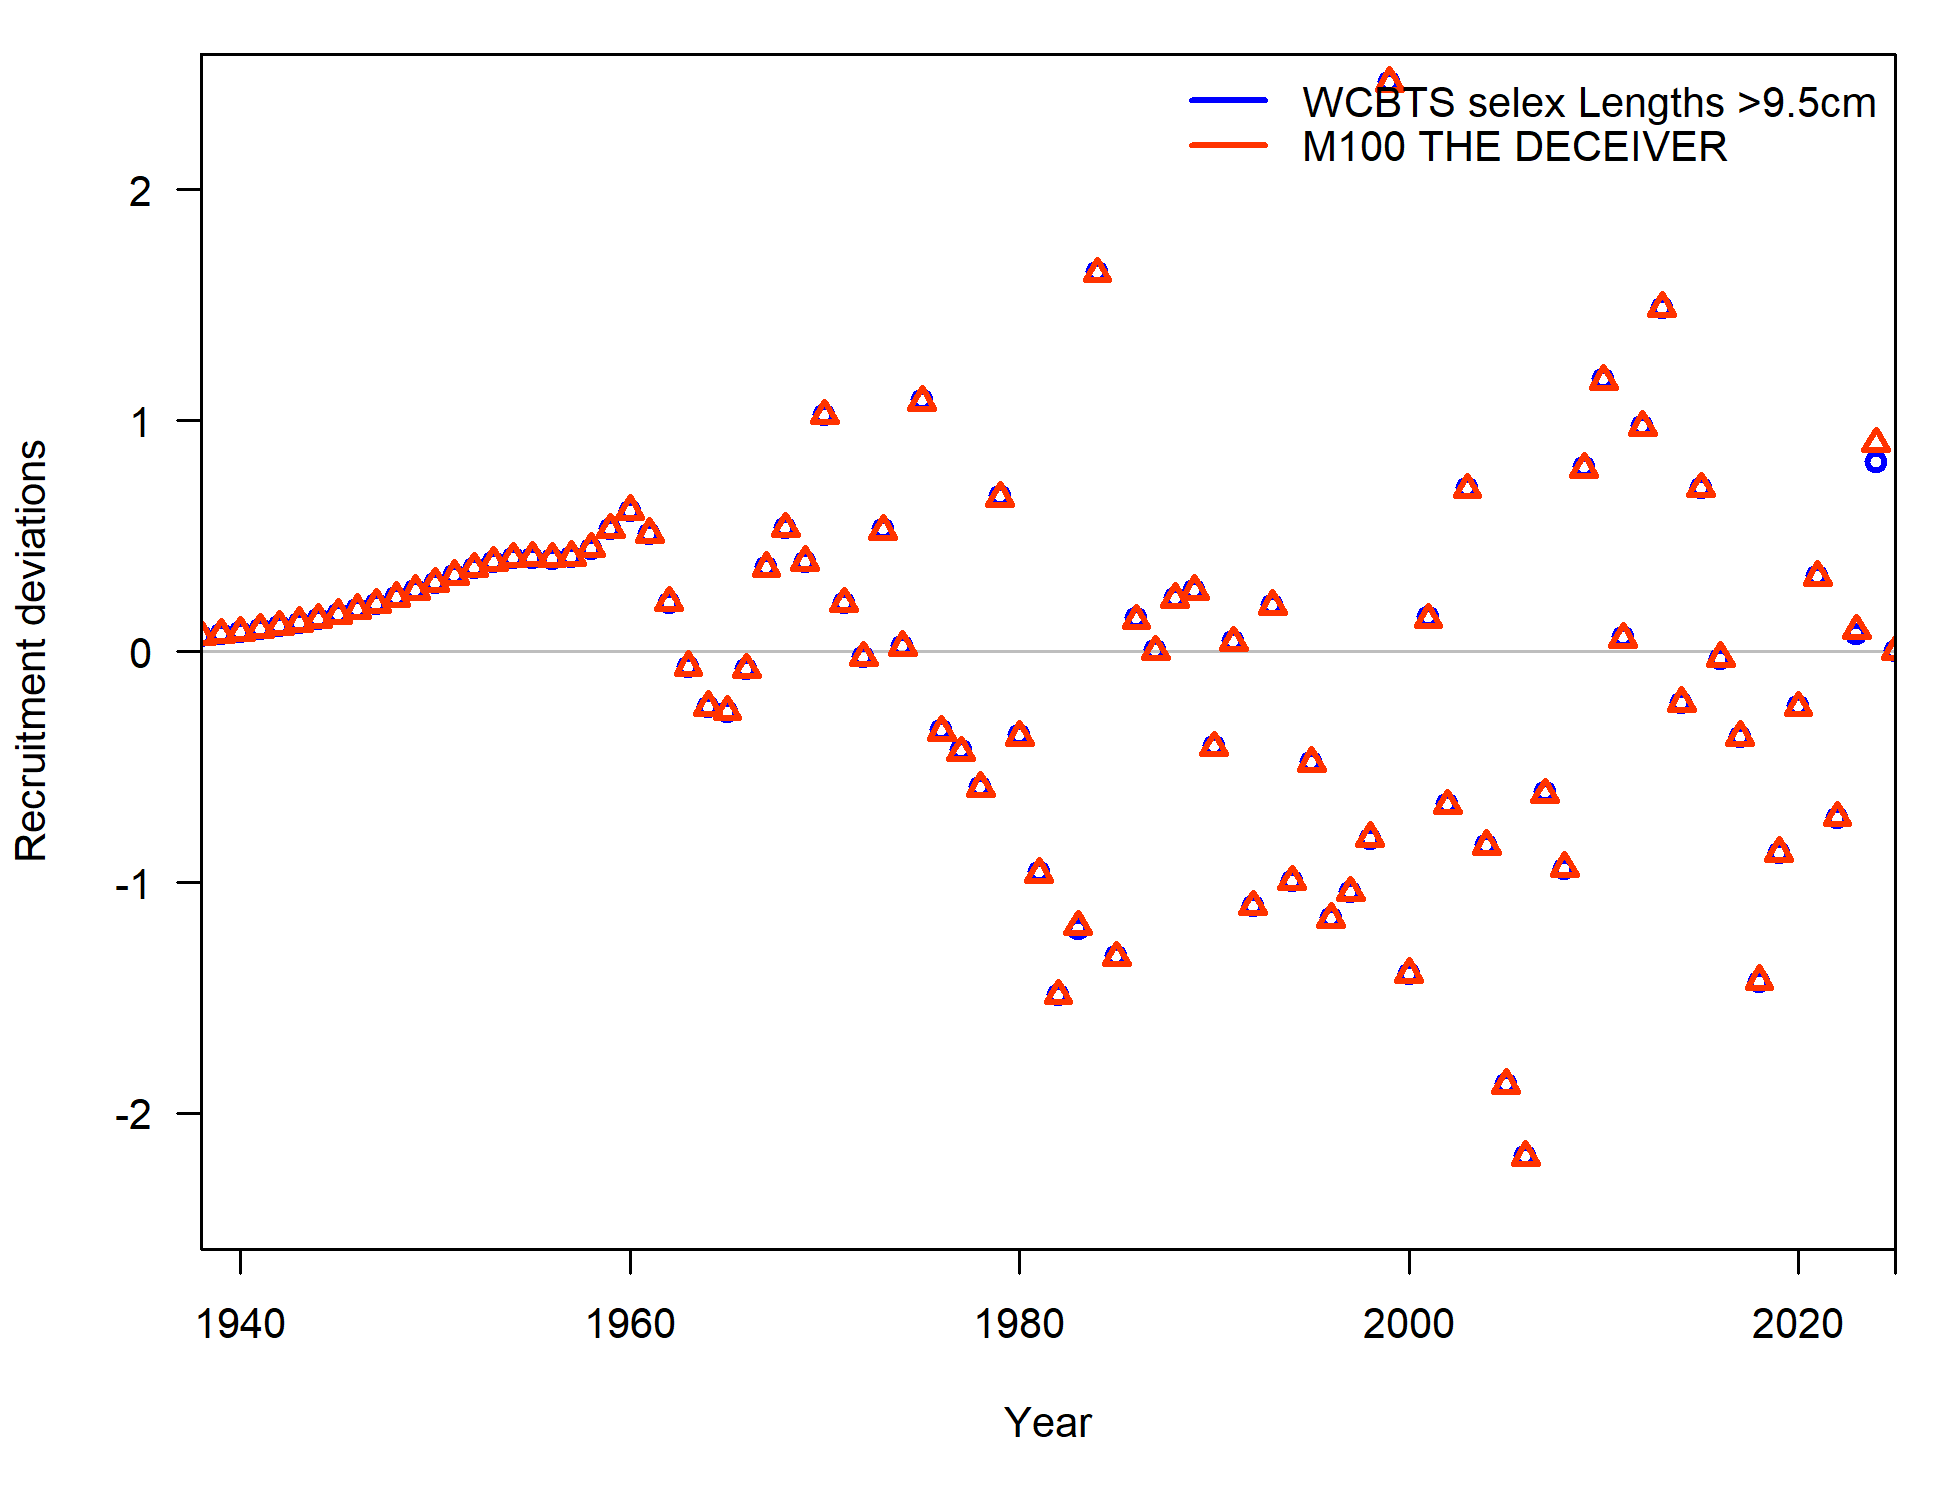 WCBTS selex Lengths >9.5cm
M100 THE DECEIVER
2
1
0
-1
-2
Recruitment deviations
1940 1960 1980 2000 2020
Year